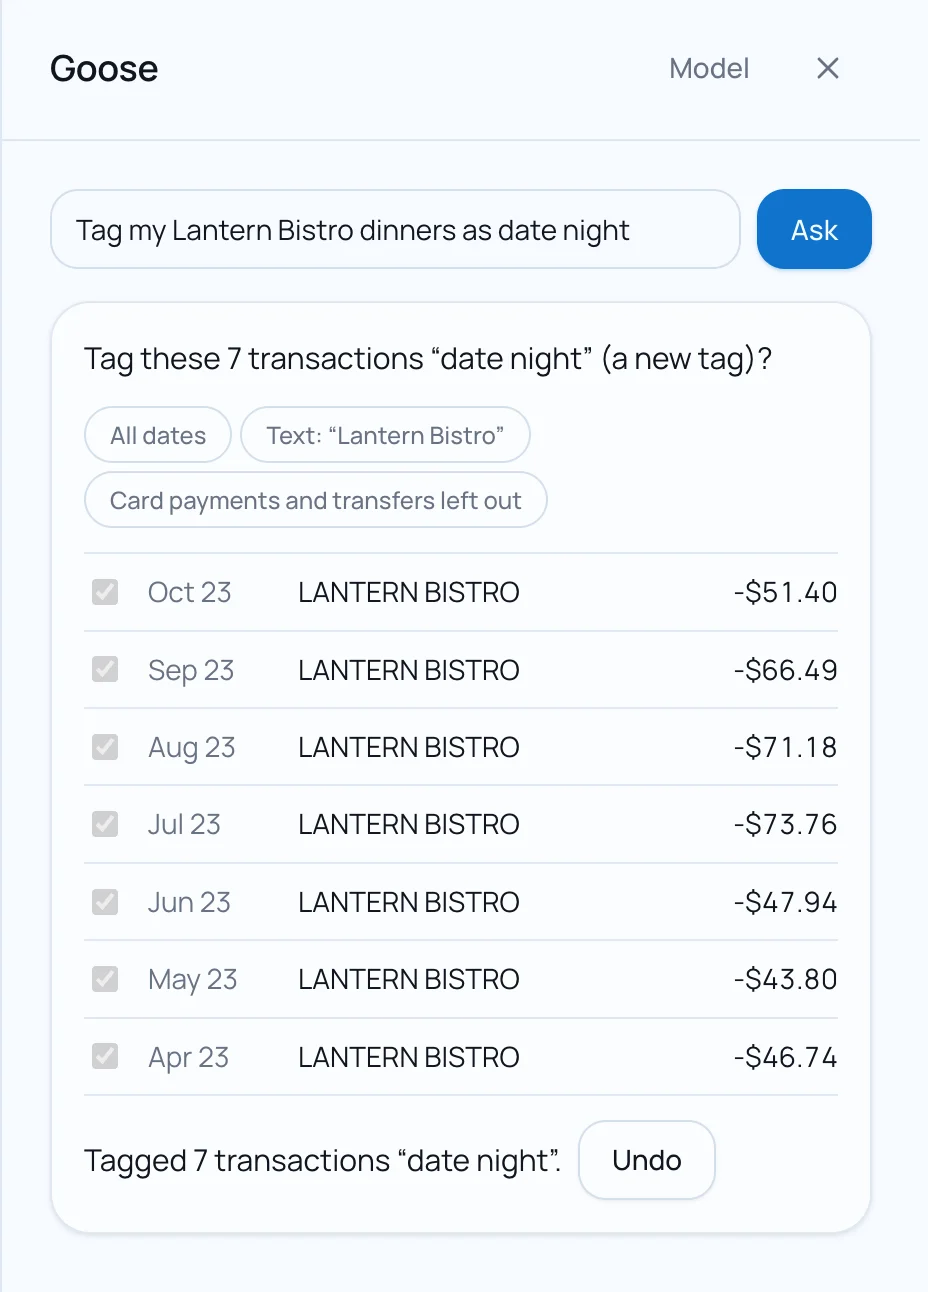 Goose
Model
Tag my Lantern Bistro dinners as date night
Ask
Tag these 7 transactions “date night” (a new tag)?
All dates
Text: “Lantern Bistro”
Card payments and transfers left out
Oct 23 LANTERN BISTRO -$51.40
Sep 23 LANTERN BISTRO -$66.49
Aug 23 LANTERN BISTRO -$71.18
Jul 23 LANTERN BISTRO -$73.76
Jun 23 LANTERN BISTRO -$47.94
May 23 LANTERN BISTRO -$43.80
Apr 23 LANTERN BISTRO -$46.74
Tagged 7 transactions “date night”.
Undo